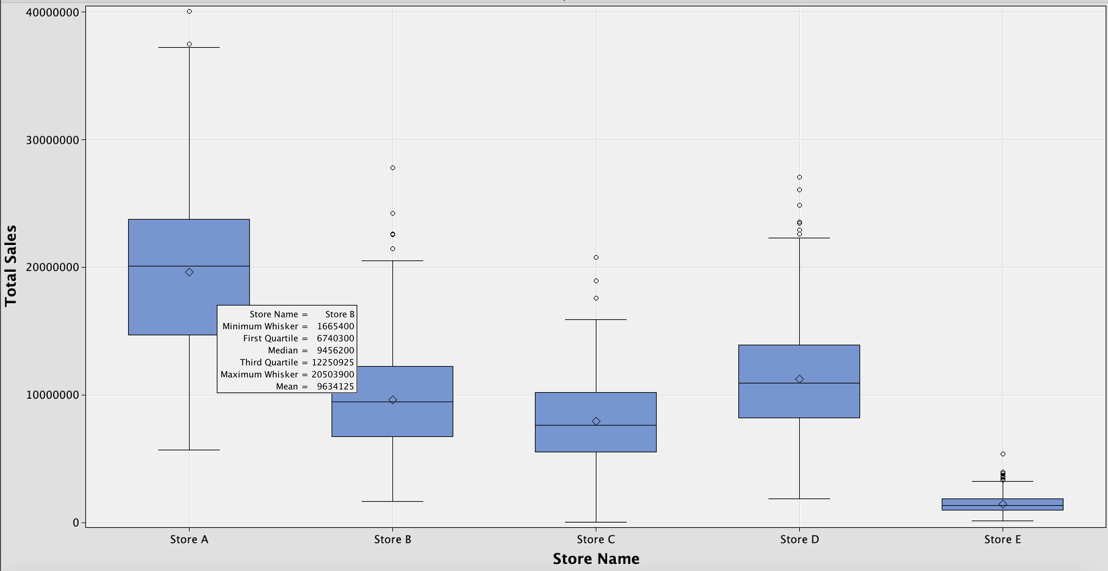 40000000
30000000
20000000
10000000
0
Total Sales
Store Name = Store B
Minimum Whisker = 1665400
First Quartile = 6740300
Median = 9456200
Third Quartile = 12250925
Maximum Whisker = 20503900
Mean = 9634125
Store A Store B Store C Store D Store E
Store Name